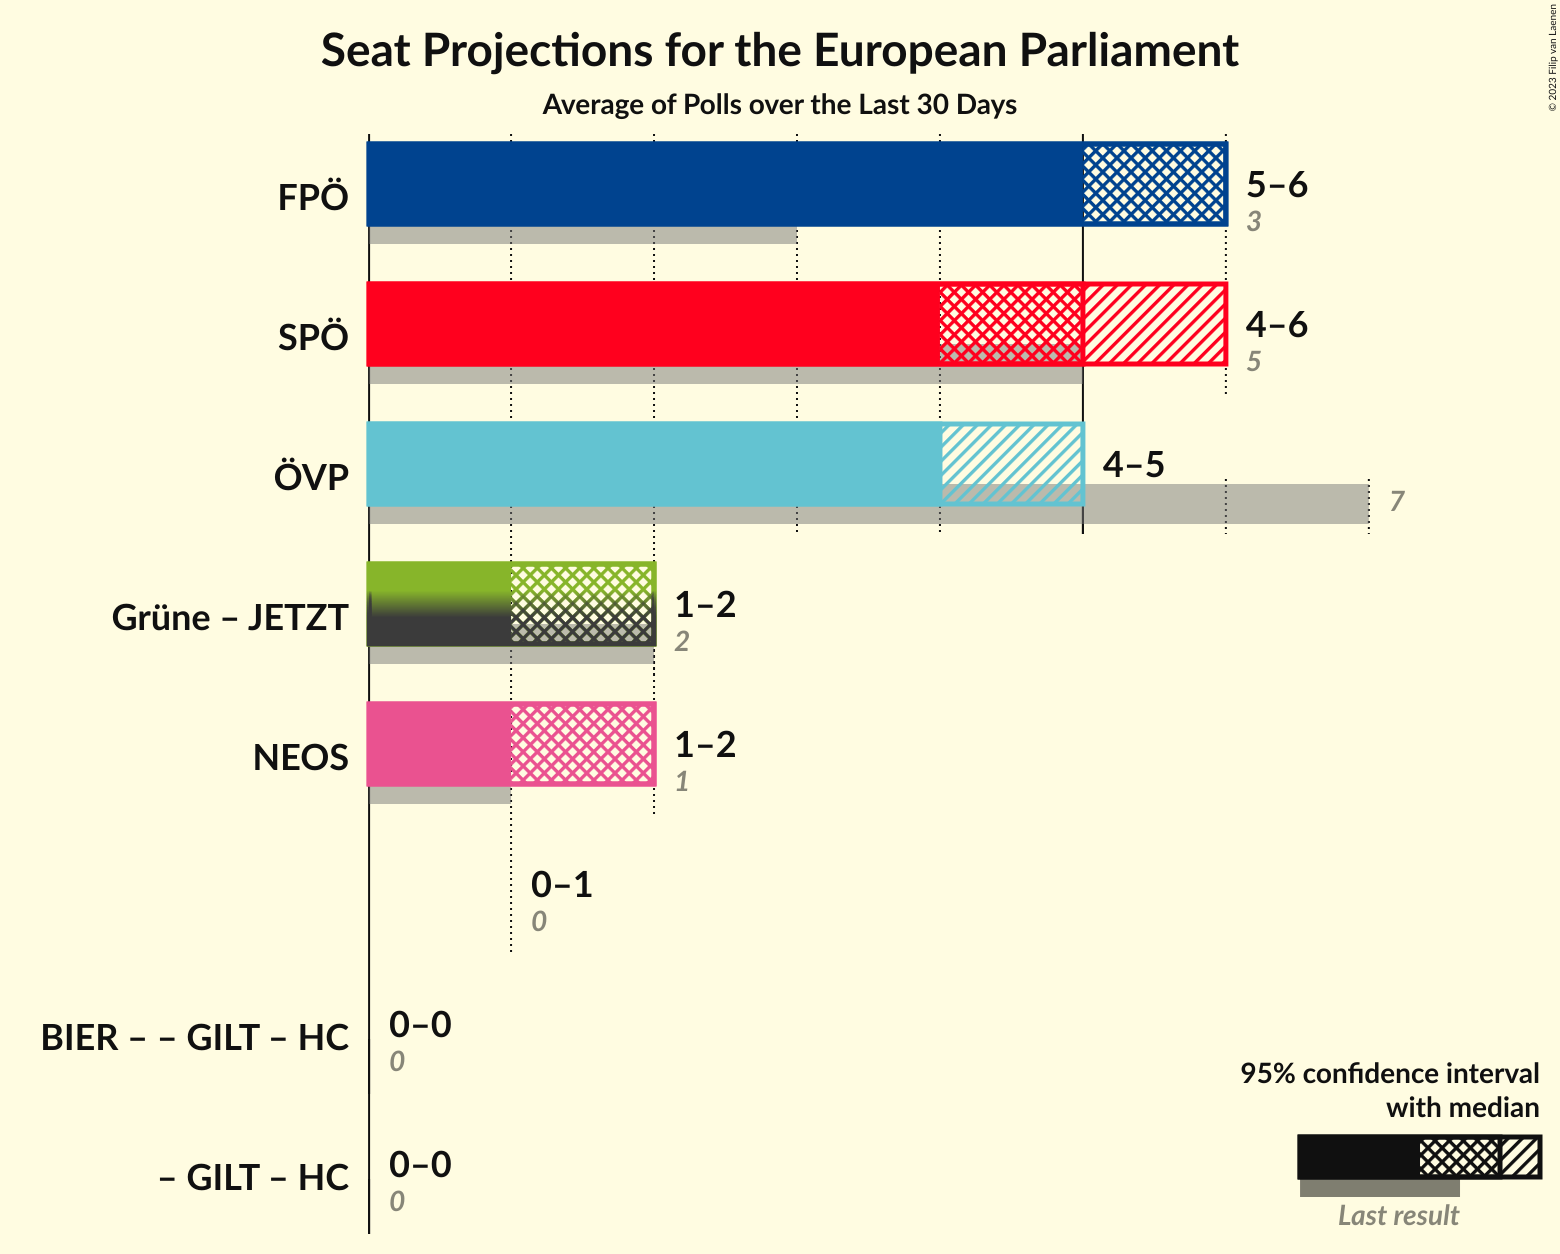 Seat Projections for the European Parliament
Average of Polls over the Last 30 Days
© 2023 Filip van Laenen
FPÖ
5–6
3
SPÖ
4–6
5
ÖVP
4–5
7
Grüne – JETZT
1–2
2
NEOS
1–2
1
0–1
0
BIER – – GILT – HC
0–0
0
– GILT – HC
0–0
0
95% confidence interval
with median
Last result